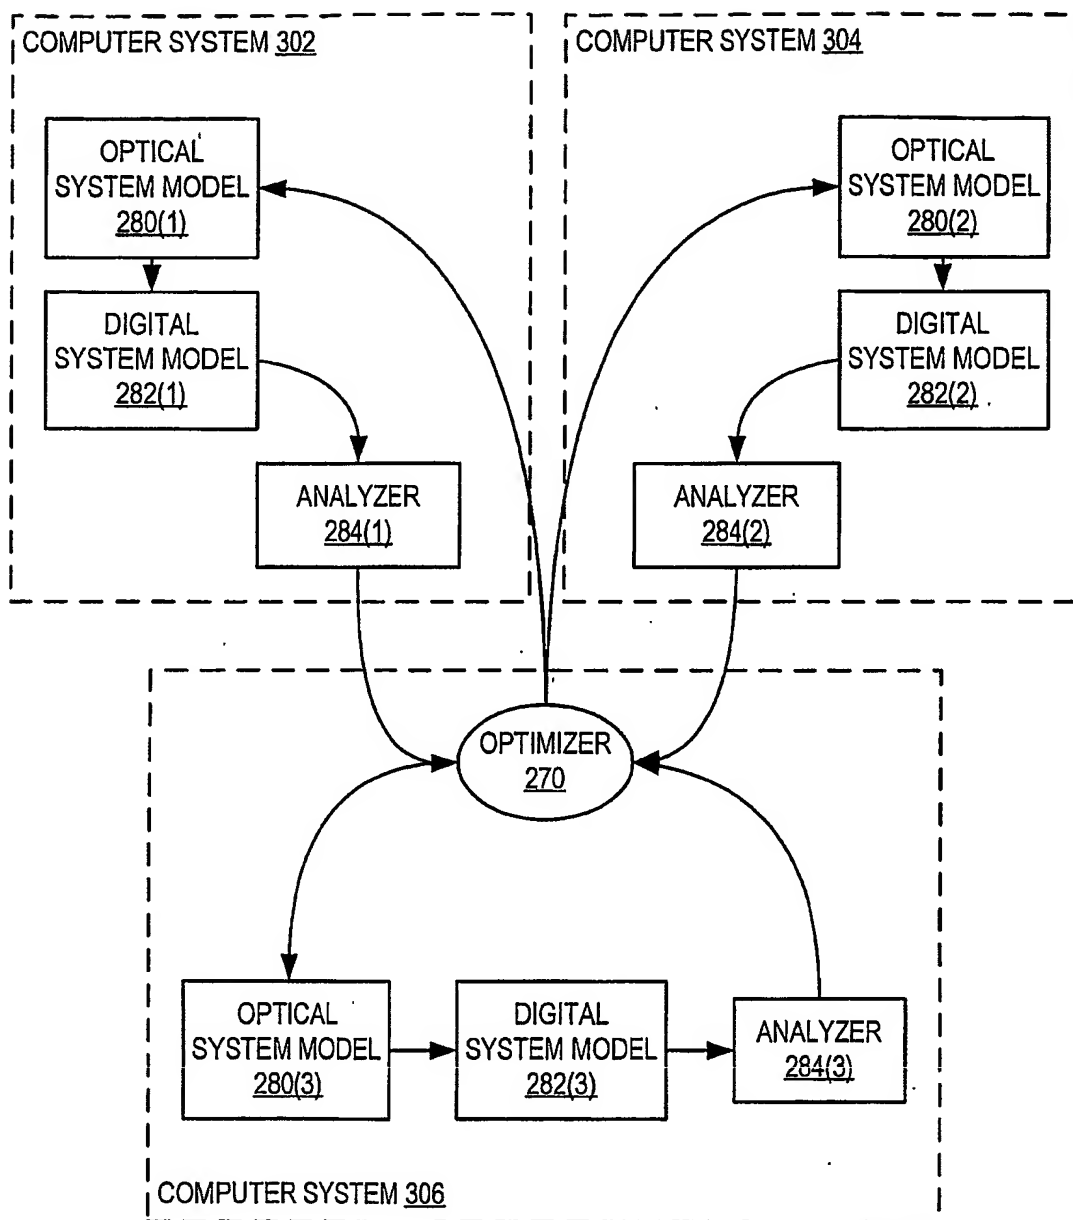 COMPUTER SYSTEM 302
OPTICAL
SYSTEM MODEL
280(1)
DIGITAL
SYSTEM MODEL
282(1)
ANALYZER
284(1)
COMPUTER SYSTEM 304
OPTICAL
SYSTEM MODEL
280(2)
DIGITAL
SYSTEM MODEL
282(2)
ANALYZER
284(2)
OPTIMIZER
270
OPTICAL
SYSTEM MODEL
280(3)
DIGITAL
SYSTEM MODEL
282(3)
ANALYZER
284(3)
COMPUTER SYSTEM 306